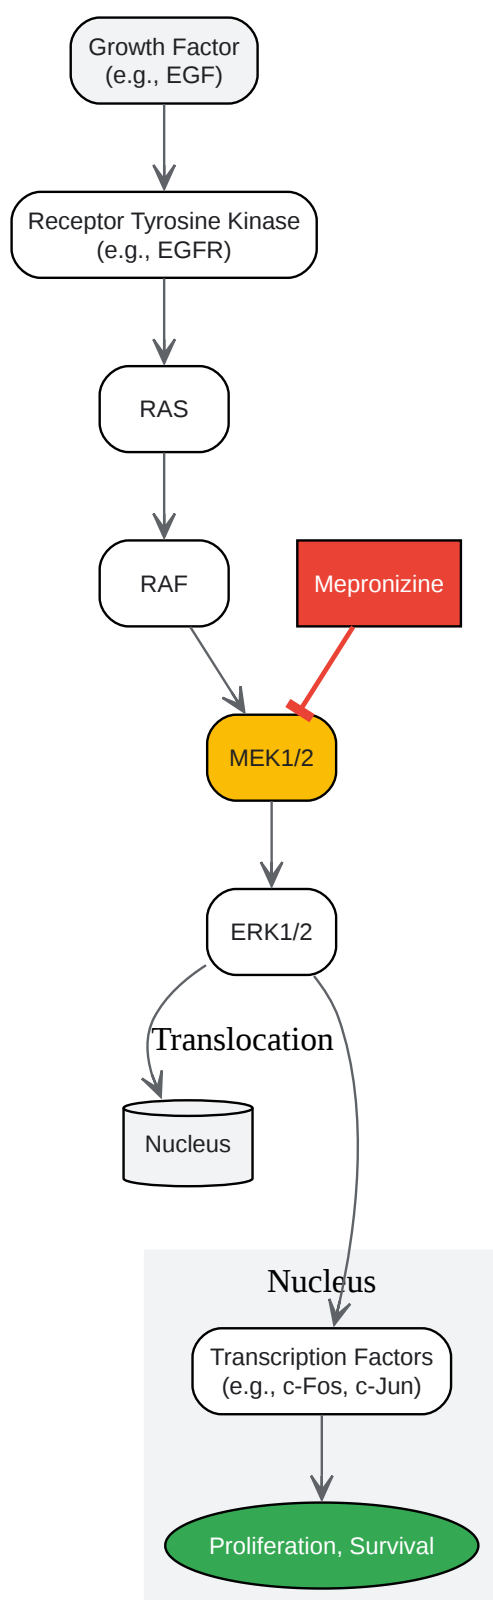 Growth Factor
(e.g., EGF)
Receptor Tyrosine Kinase
(e.g., EGFR)
RAS
RAF
Mepronizine
MEK1/2
ERK1/2
Translocation
Nucleus
Nucleus
Transcription Factors
(e.g., c-Fos, c-Jun)
Proliferation, Survival